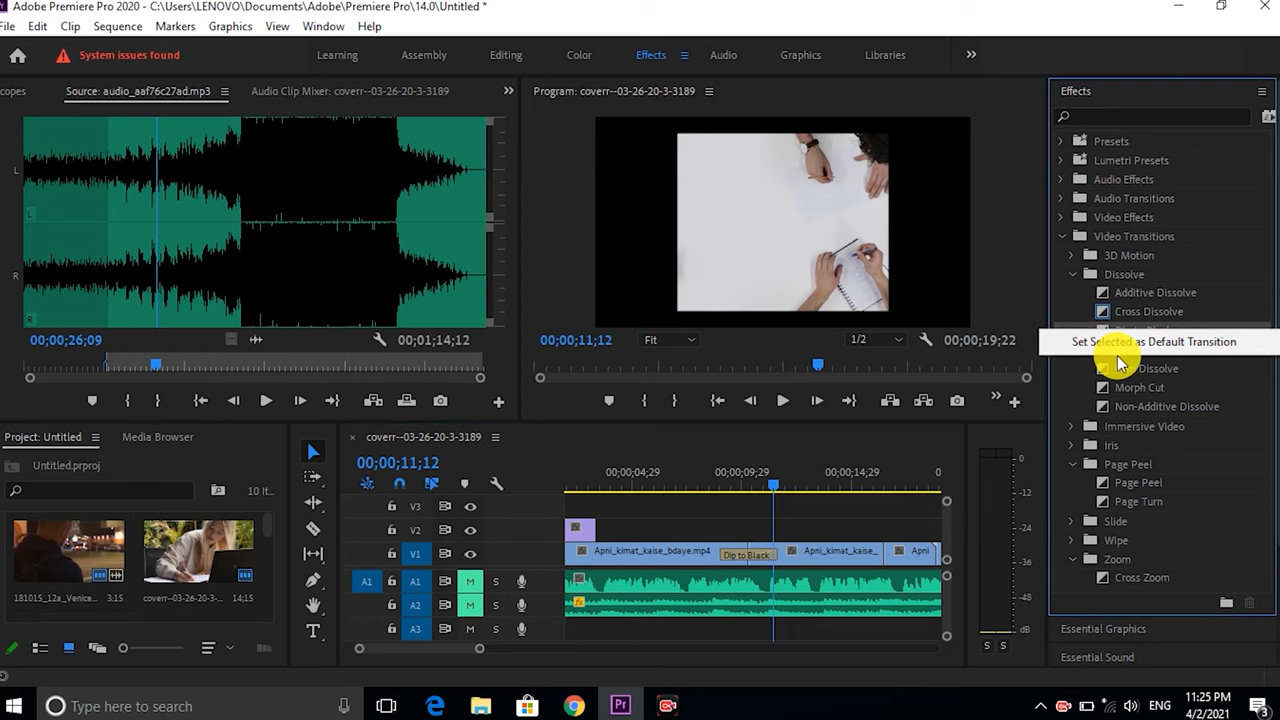 Adobe Premiere Pro 2020 - C:\Users\LENOVO\Documents\Adobe\Premiere Pro\14.0\Untitled *
File Edit Clip Sequence Markers Graphics View Window Help
System issues found
Learning Assembly Editing Color Effects Audio Graphics Libraries
Source: audio_aaf76c27ad.mp3 Audio Clip Mixer: coverr--03-26-20-3-3189
Program: coverr--03-26-20-3-3189
Effects
L
L
R
R
00;00;26;09 00;01;14;12
00;00;11;12 Fit 1/2 00;00;19;22
Presets
Lumetri Presets
Audio Effects
Audio Transitions
Video Effects
Video Transitions
3D Motion
Dissolve
Additive Dissolve
Cross Dissolve
Set Selected as Default Transition
Dissolve
Morph Cut
Non-Additive Dissolve
Immersive Video
Iris
Page Peel
Page Peel
Page Turn
Slide
Wipe
Zoom
Cross Zoom
Essential Graphics
Essential Sound
Project: Untitled Media Browser
Untitled.prproj
10 It...
181015_12a_Venice... 3:15
coverr--03-26-20-3-... 14;15
coverr--03-26-20-3-3189
00;00;11;12
00;00;04;29 00;00;09;29 00;00;14;29 0
V3
V2
V1
Apni_kimat_kaise_bdaye.mp4 Dip to Black Apni_kimat_kaise_ Apni
A1 A1 M S
A2 M S
A3 M S
0
-12
-24
-36
-48
dB
S S
Type here to search
ENG
11:25 PM
4/2/2021
3